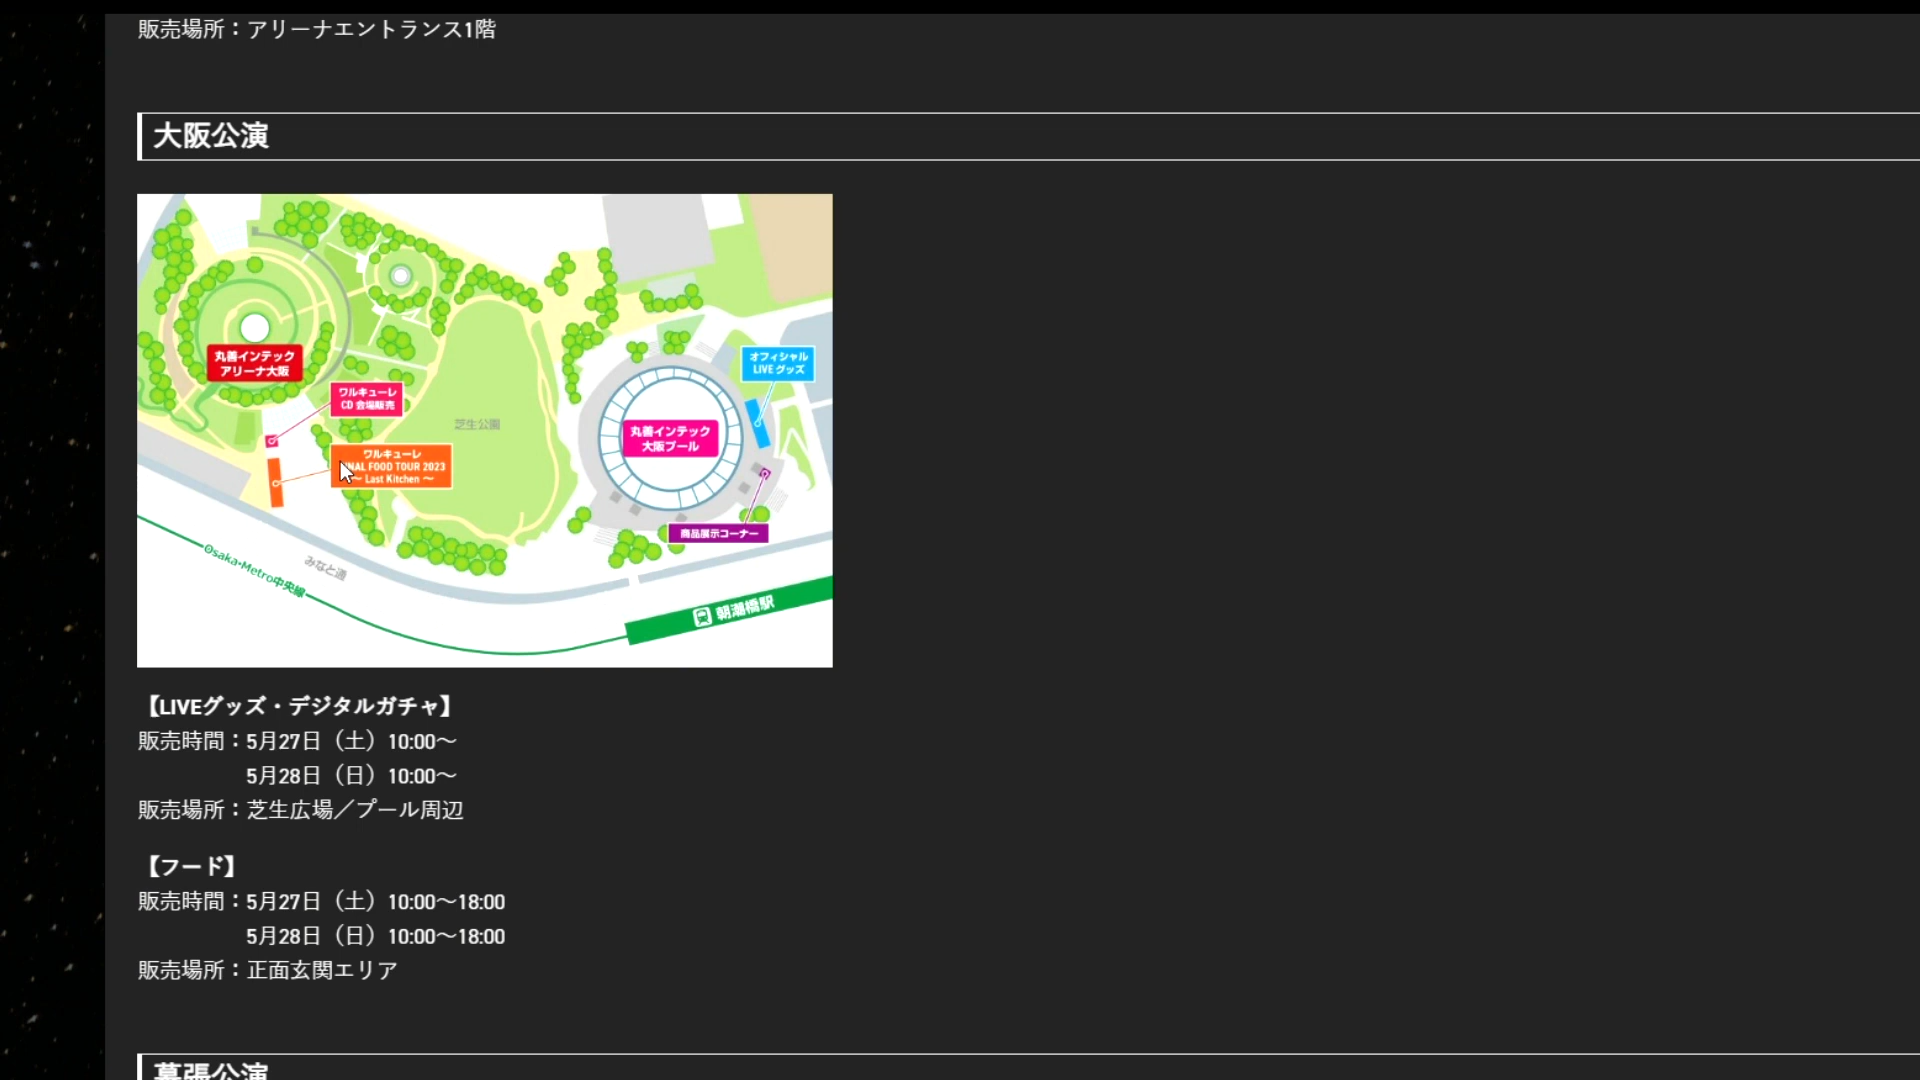 販売場所：アリーナエントランス1階
大阪公演
丸善インテック
アリーナ大阪
ワルキューレ
CD 会場販売
オフィシャル
LIVE グッズ
芝生公園
丸善インテック
大阪プール
ワルキューレ
NAL FOOD TOUR 2023
～ Last Kitchen ～
商品展示コーナー
Osaka Metro中央線
みなと通
朝潮橋駅
【LIVEグッズ・デジタルガチャ】
販売時間：5月27日（土）10:00～
5月28日（日）10:00～
販売場所：芝生広場／プール周辺
【フード】
販売時間：5月27日（土）10:00～18:00
5月28日（日）10:00～18:00
販売場所：正面玄関エリア
幕張公演